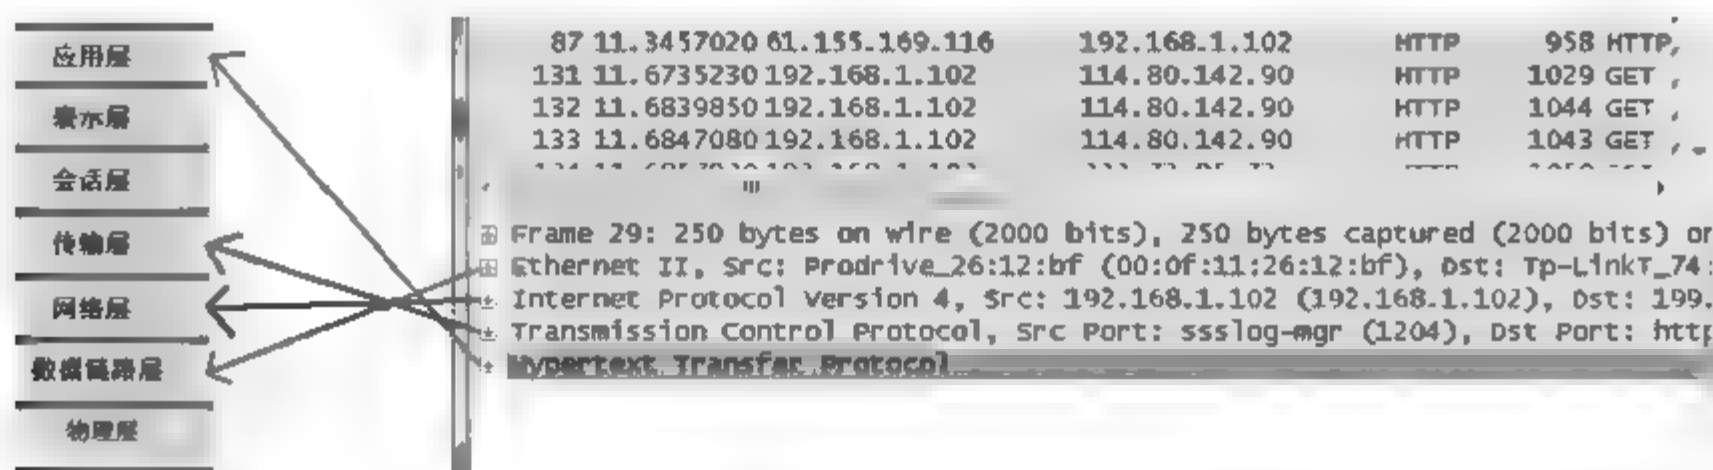 应用层
表示层
会话层
传输层
网络层
数据链路层
物理层
87 11.3457020 61.155.169.116 192.168.1.102 HTTP 958 HTTP,
131 11.6735230 192.168.1.102 114.80.142.90 HTTP 1029 GET ,
132 11.6839850 192.168.1.102 114.80.142.90 HTTP 1044 GET ,
133 11.6847080 192.168.1.102 114.80.142.90 HTTP 1043 GET ,
Frame 29: 250 bytes on wire (2000 bits), 250 bytes captured (2000 bits) or
Ethernet II, Src: Prodrive_26:12:bf (00:0f:11:26:12:bf), Dst: Tp-LinkT_74:
Internet Protocol Version 4, Src: 192.168.1.102 (192.168.1.102), Dst: 199.
Transmission Control Protocol, Src Port: ssslog-mgr (1204), Dst Port: http
Hypertext Transfer Protocol